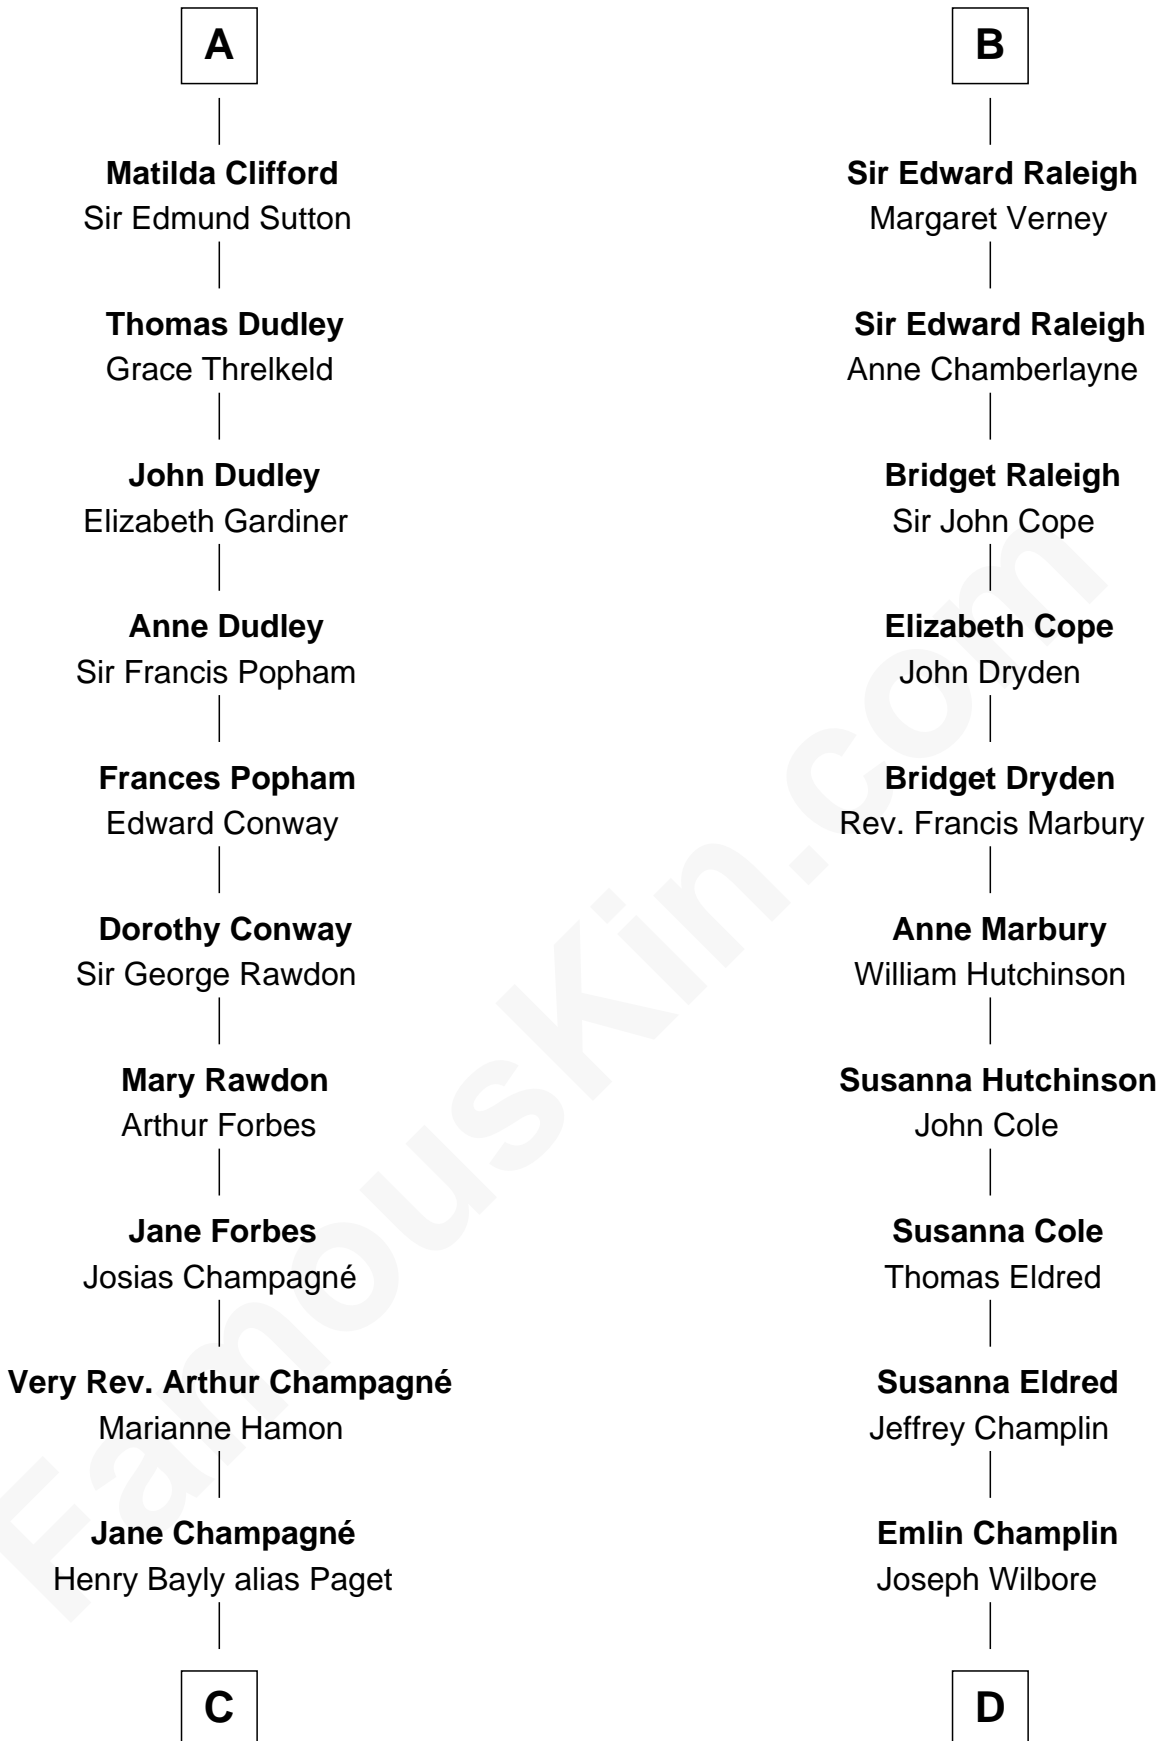 A
Matilda Clifford
Sir Edmund Sutton
Thomas Dudley
Grace Threlkeld
John Dudley
Elizabeth Gardiner
Anne Dudley
Sir Francis Popham
Frances Popham
Edward Conway
Dorothy Conway
Sir George Rawdon
Mary Rawdon
Arthur Forbes
Jane Forbes
Josias Champagné
Very Rev. Arthur Champagné
Marianne Hamon
Jane Champagné
Henry Bayly alias Paget
C
B
Sir Edward Raleigh
Margaret Verney
Sir Edward Raleigh
Anne Chamberlayne
Bridget Raleigh
Sir John Cope
Elizabeth Cope
John Dryden
Bridget Dryden
Rev. Francis Marbury
Anne Marbury
William Hutchinson
Susanna Hutchinson
John Cole
Susanna Cole
Thomas Eldred
Susanna Eldred
Jeffrey Champlin
Emlin Champlin
Joseph Wilbore
D
FamousKin.com